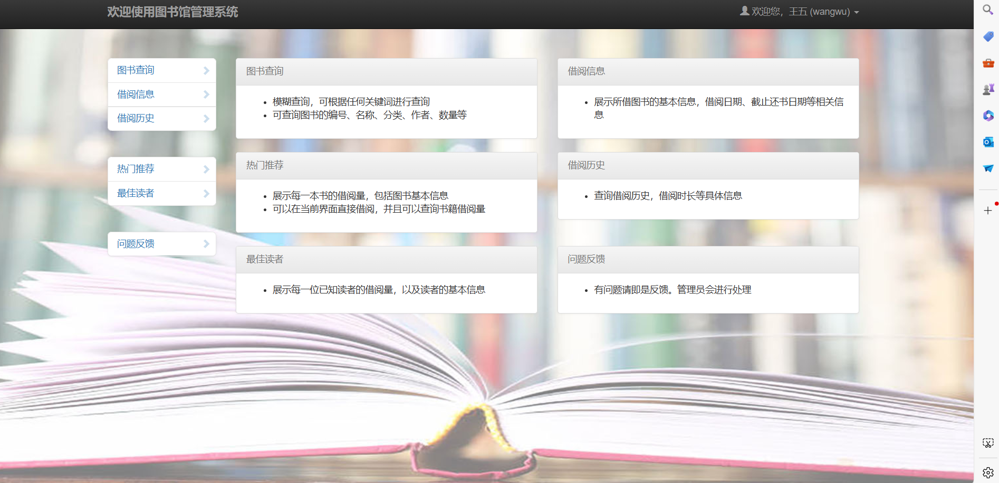 欢迎使用图书馆管理系统
欢迎您，王五 (wangwu)
图书查询
借阅信息
借阅历史
热门推荐
最佳读者
问题反馈
图书查询
模糊查询，可根据任何关键词进行查询
可查询图书的编号、名称、分类、作者、数量等
借阅信息
展示所借图书的基本信息，借阅日期、截止还书日期等相关信
息
热门推荐
展示每一本书的借阅量，包括图书基本信息
可以在当前界面直接借阅，并且可以查询书籍借阅量
借阅历史
查询借阅历史，借阅时长等具体信息
最佳读者
展示每一位已知读者的借阅量，以及读者的基本信息
问题反馈
有问题请即是反馈。管理员会进行处理